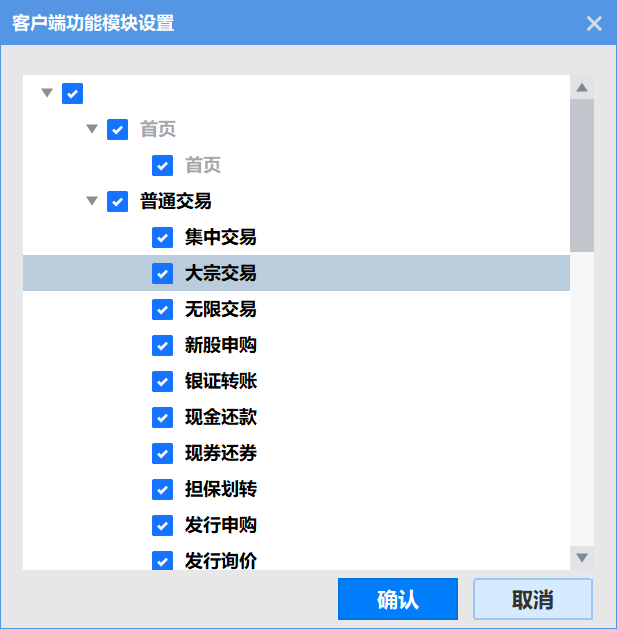 客户端功能模块设置
首页
首页
普通交易
集中交易
大宗交易
无限交易
新股申购
银证转账
现金还款
现券还券
担保划转
发行申购
发行询价
确认
取消